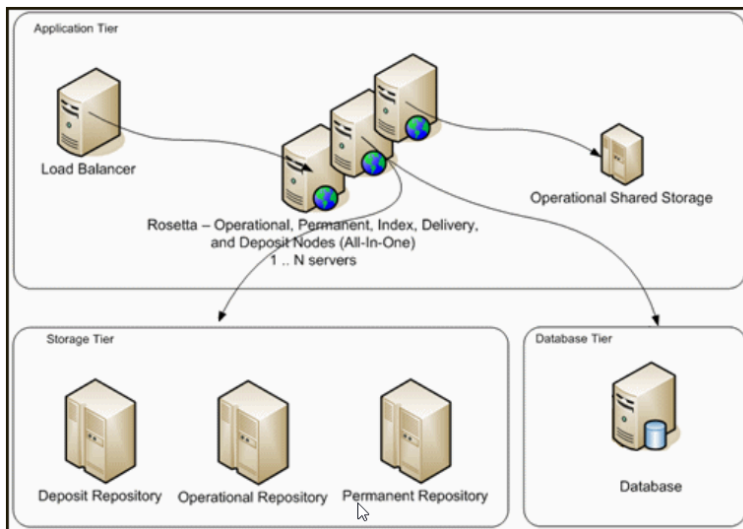 Application Tier
Load Balancer
Operational Shared Storage
Rosetta – Operational, Permanent, Index, Delivery,
and Deposit Nodes (All-In-One)
1 .. N servers
Storage Tier
Database Tier
Deposit Repository
Operational Repository
Permanent Repository
Database